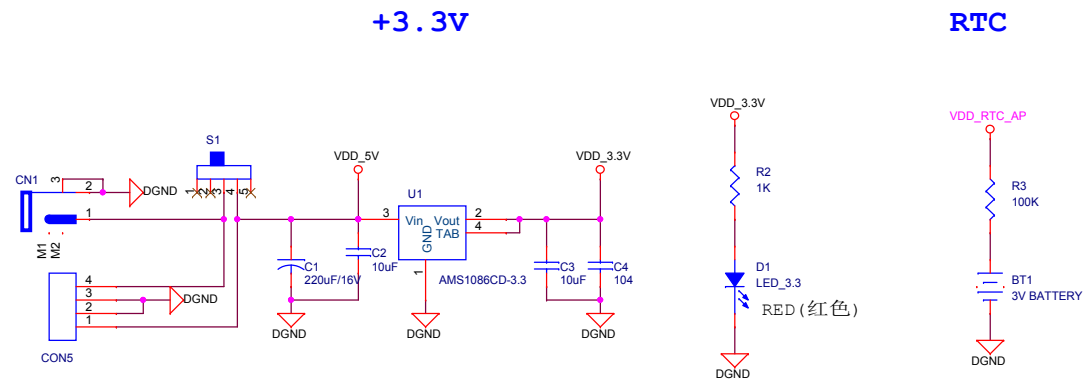 +3.3V
RTC
VDD_3.3V
VDD_RTC_AP
S1
VDD_5V
VDD_3.3V
CN1
3
2
DGND
1 2 3 4 5
R2
1K
R3
100K
U1
1
M1 M2
3
Vin Vout
TAB
GND
2
4
1
C1
220uF/16V
C2
10uF
AMS1086CD-3.3
C3
10uF
C4
104
D1
LED_3.3
RED(红色)
BT1
3V BATTERY
4
3
2
1
DGND
CON5
DGND
DGND
DGND
DGND
DGND